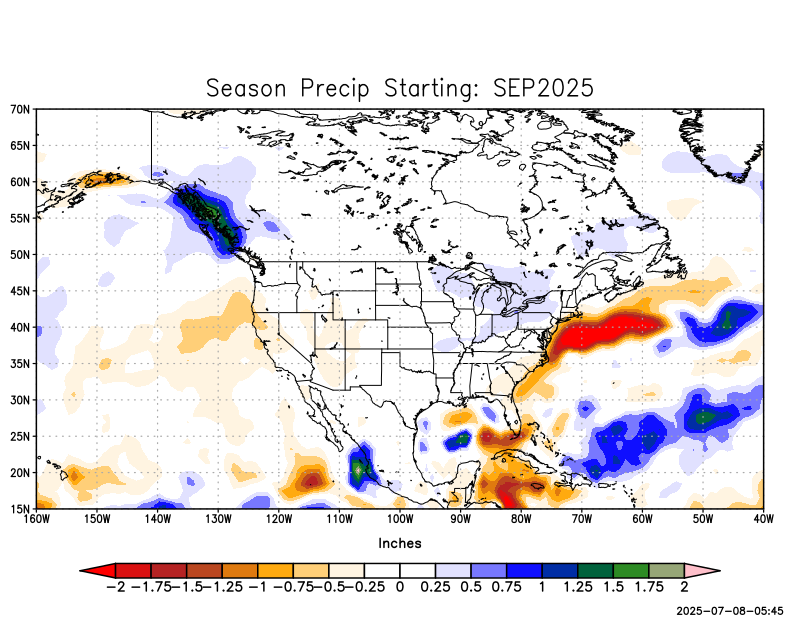 Season Precip Starting: SEP2025
70N
65N
60N
55N
50N
45N
40N
35N
30N
25N
20N
15N
160W 150W 140W 130W 120W 110W 100W 90W 80W 70W 60W 50W 40W
Inches
−2 −1.75−1.5−1.25 −1 −0.75−0.5−0.25 0 0.25 0.5 0.75 1 1.25 1.5 1.75 2
2025-07-08-05:45